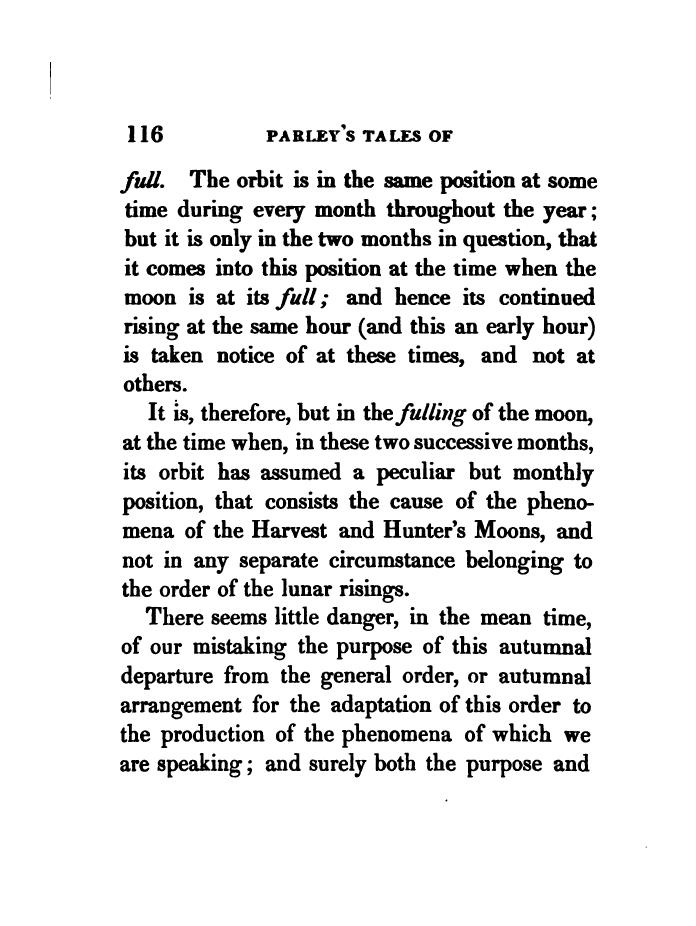 116 PARLEY'S TALES OF
full. The orbit is in the same position at some
time during every month throughout the year;
but it is only in the two months in question, that
it comes into this position at the time when the
moon is at its full; and hence its continued
rising at the same hour (and this an early hour)
is taken notice of at these times, and not at
others.
It is, therefore, but in the fulling of the moon,
at the time when, in these two successive months,
its orbit has assumed a peculiar but monthly
position, that consists the cause of the pheno-
mena of the Harvest and Hunter's Moons, and
not in any separate circumstance belonging to
the order of the lunar risings.
There seems little danger, in the mean time,
of our mistaking the purpose of this autumnal
departure from the general order, or autumnal
arrangement for the adaptation of this order to
the production of the phenomena of which we
are speaking; and surely both the purpose and